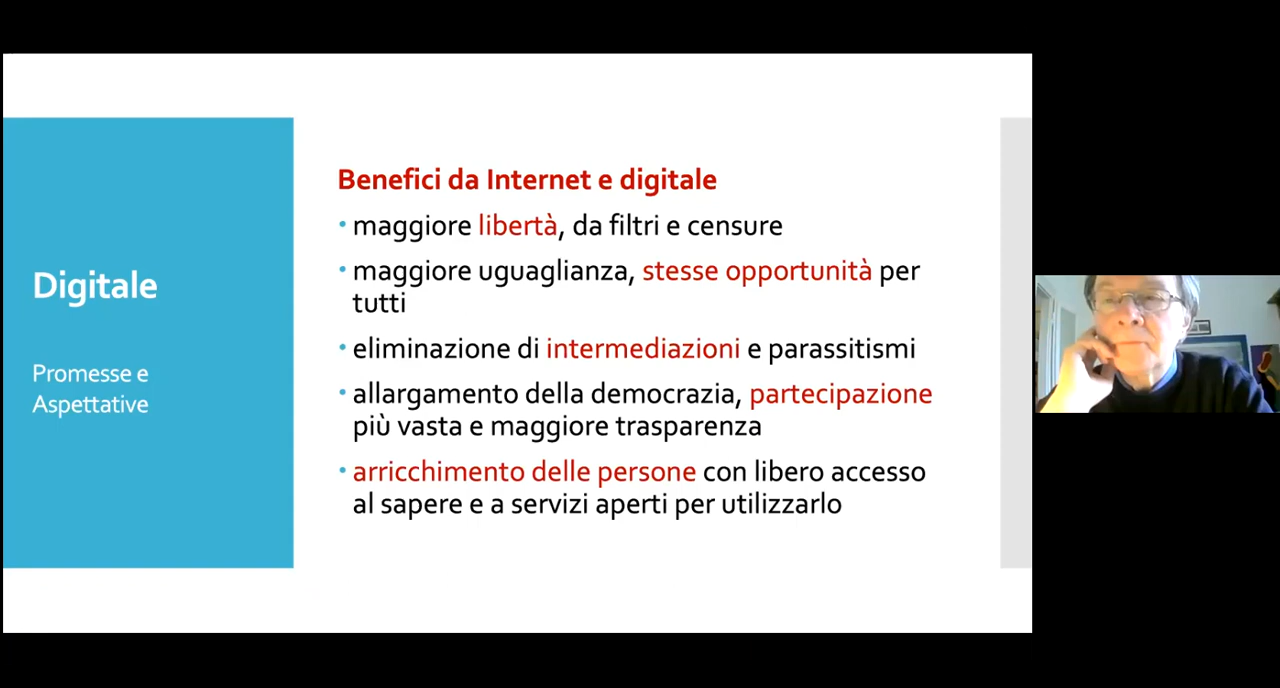 Digitale
Promesse e
Aspettative
Benefici da Internet e digitale
• maggiore libertà, da filtri e censure
• maggiore uguaglianza, stesse opportunità per
tutti
• eliminazione di intermediazioni e parassitismi
• allargamento della democrazia, partecipazione
più vasta e maggiore trasparenza
• arricchimento delle persone con libero accesso
al sapere e a servizi aperti per utilizzarlo